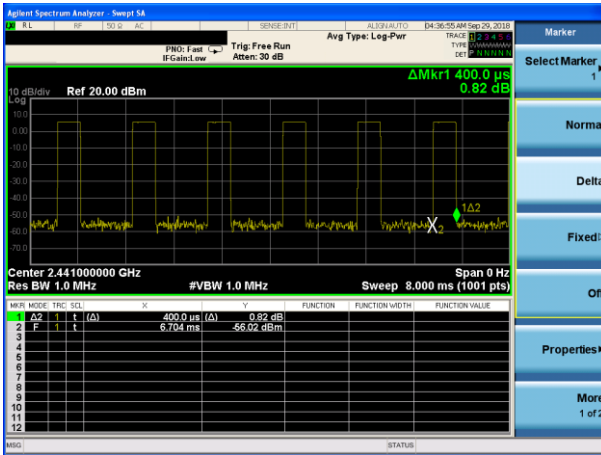 Agilent Spectrum Analyzer - Swept SA
RL RF 50 Ω AC SENSE:INT ALIGN AUTO 04:36:55 AM Sep 29, 2018
Avg Type: Log-Pwr
TRACE 1 2 3 4 5 6
TYPE
DET P N N N N N
PNO: Fast Trig: Free Run
IFGain:Low Atten: 30 dB
ΔMkr1 400.0 µs
0.82 dB
10 dB/div Ref 20.00 dBm
Log
10.0
0.00
-10.0
-20.0
-30.0
-40.0
-50.0
-60.0
-70.0
1Δ2
X2
Center 2.441000000 GHz Span 0 Hz
Res BW 1.0 MHz #VBW 1.0 MHz Sweep 8.000 ms (1001 pts)
MKR MODE TRC SCL X Y FUNCTION FUNCTION WIDTH FUNCTION VALUE
1 Δ2 1 t (Δ) 400.0 µs (Δ) 0.82 dB
2 F 1 t 6.704 ms -56.02 dBm
3
4
5
6
7
8
9
10
11
12
MSG STATUS
Marker
Select Marker
1
Norma
Delta
Fixed
Off
Properties
More
1 of 2